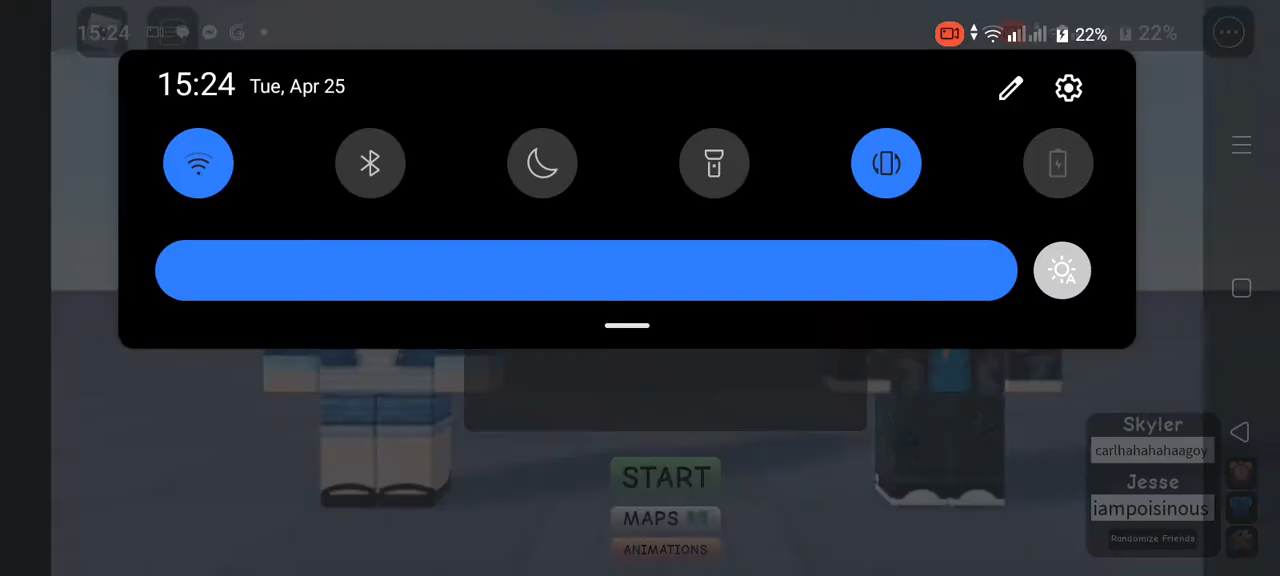 15:24
22%
22%
15:24 Tue, Apr 25
START
MAPS
ANIMATIONS
Skyler
carlhahahahaagoy
Jesse
iampoisinous
Randomize Friends